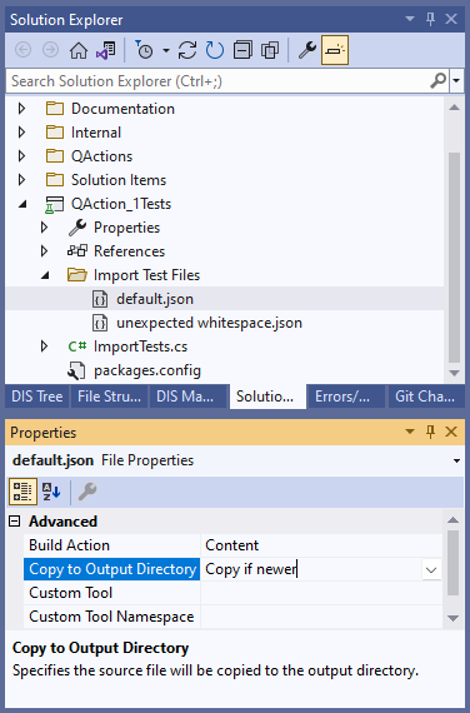 Solution Explorer
Search Solution Explorer (Ctrl+;)
Documentation
Internal
QActions
Solution Items
QAction_1Tests
Properties
References
Import Test Files
default.json
unexpected whitespace.json
C# ImportTests.cs
packages.config
DIS Tree File Stru... DIS Ma... Solutio... Errors/... Git Cha...
Properties
default.json File Properties
Advanced
Build Action Content
Copy to Output Directory Copy if newer
Custom Tool
Custom Tool Namespace
Copy to Output Directory
Specifies the source file will be copied to the output directory.